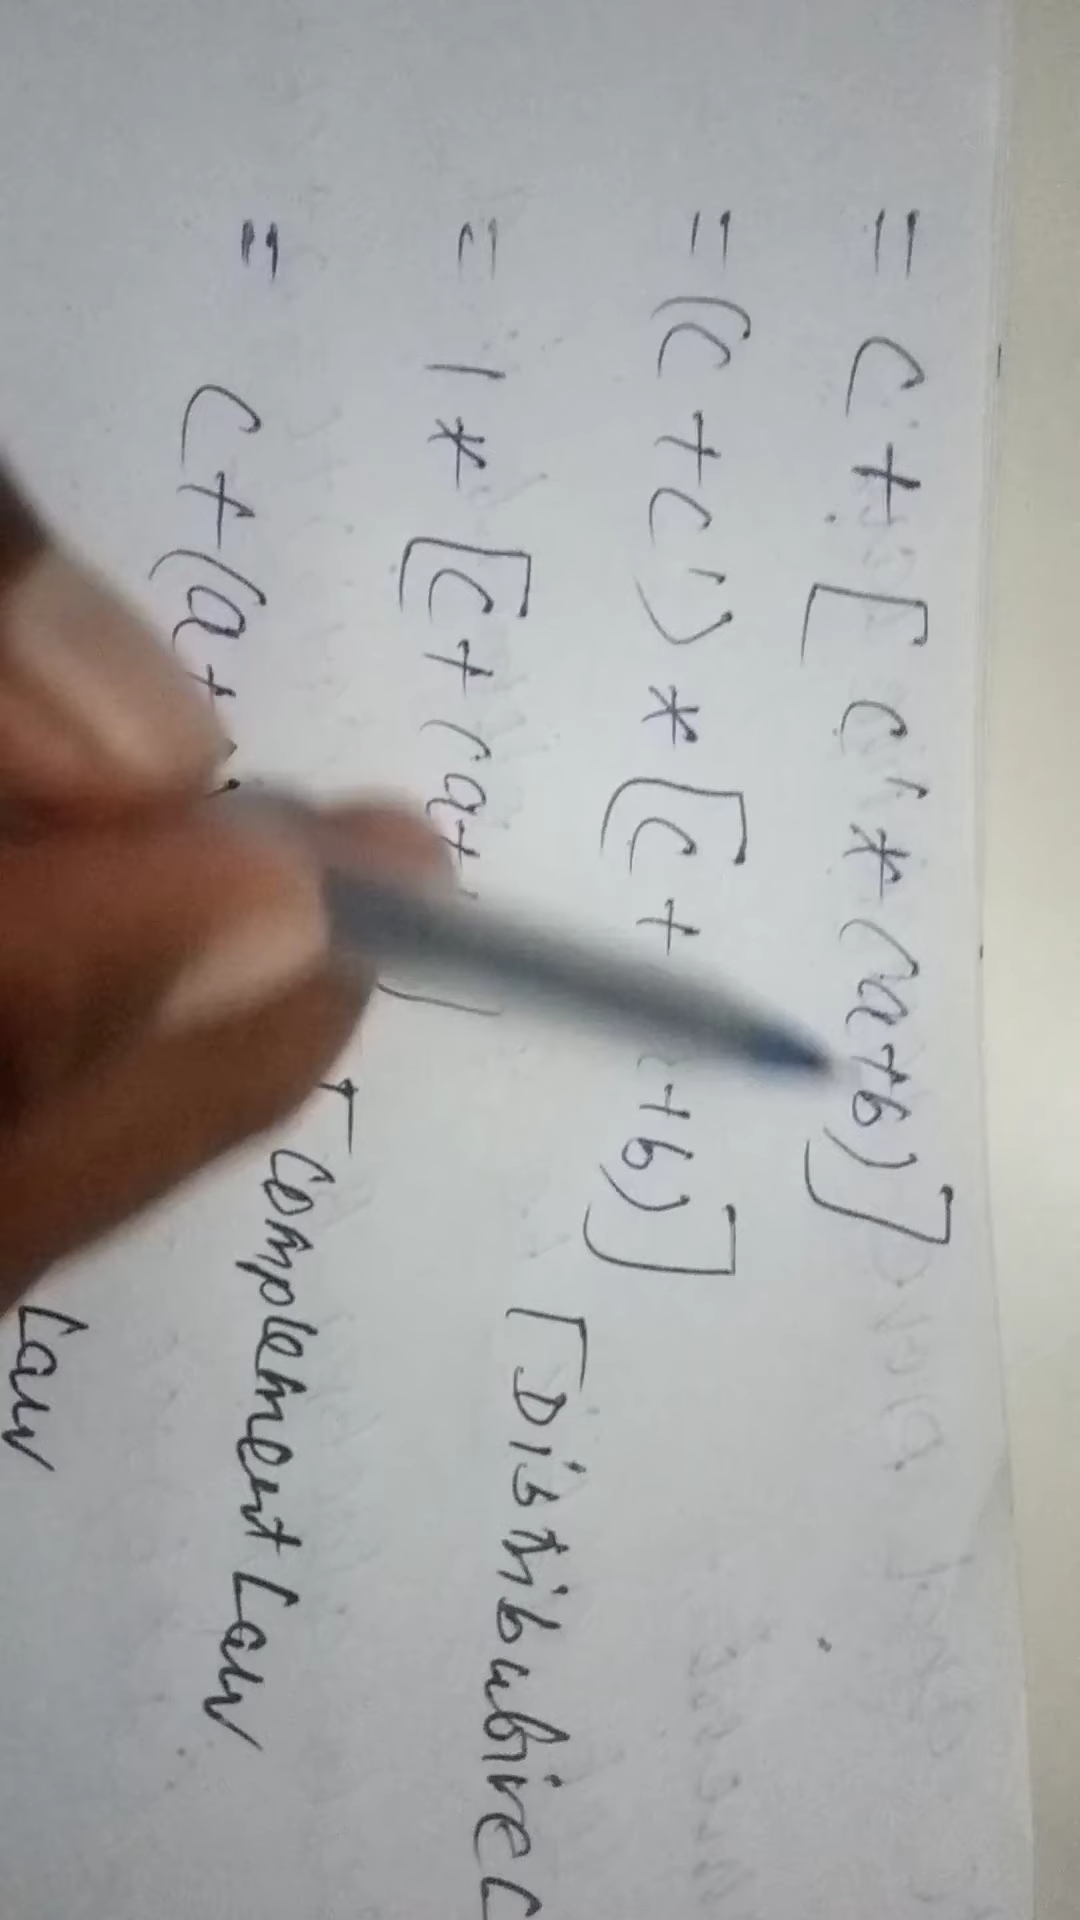 = C + [C' * (a+b)]
= (C + C') * [C + +b)]
[Distributive L
= 1 * [C + (a+ ]
[Complement Law
= C + (a+
Law